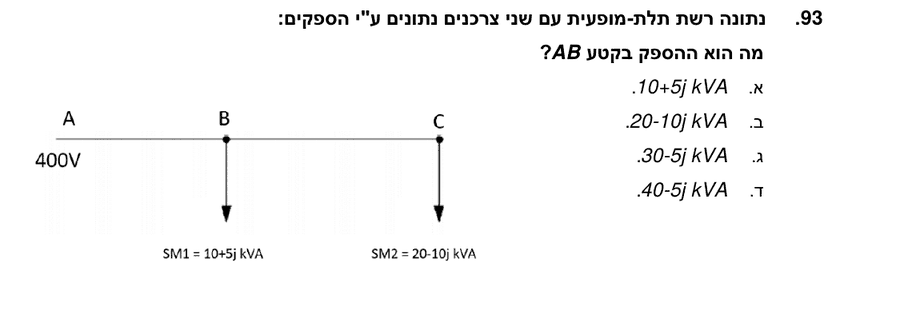 93. נתונה רשת תלת-מופעית עם שני צרכנים נתונים ע"י הספקים:
מה הוא ההספק בקטע AB?
א. 10+5j kVA.
ב. 20-10j kVA.
ג. 30-5j kVA.
ד. 40-5j kVA.
A B C
400V
SM1 = 10+5j kVA SM2 = 20-10j kVA